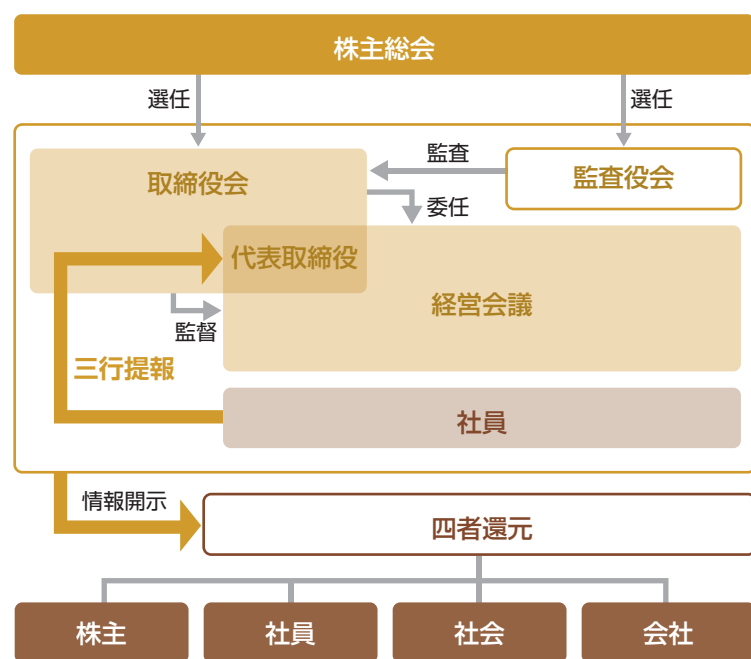 株主総会
選任
選任
取締役会
監査
監査役会
委任
代表取締役
経営会議
監督
三行提報
社員
情報開示
四者還元
株主
社員
社会
会社